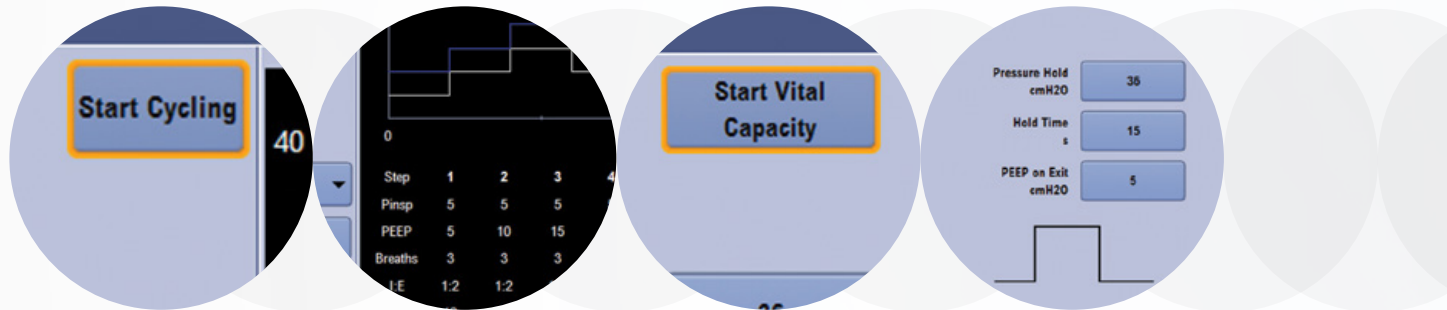 Start Cycling
40
0
Step 1 2 3 4
Pinsp 5 5 5
PEEP 5 10 15
Breaths 3 3 3
I:E 1:2 1:2
Start Vital
Capacity
Pressure Hold
cmH2O
36
Hold Time
s
15
PEEP on Exit
cmH2O
5